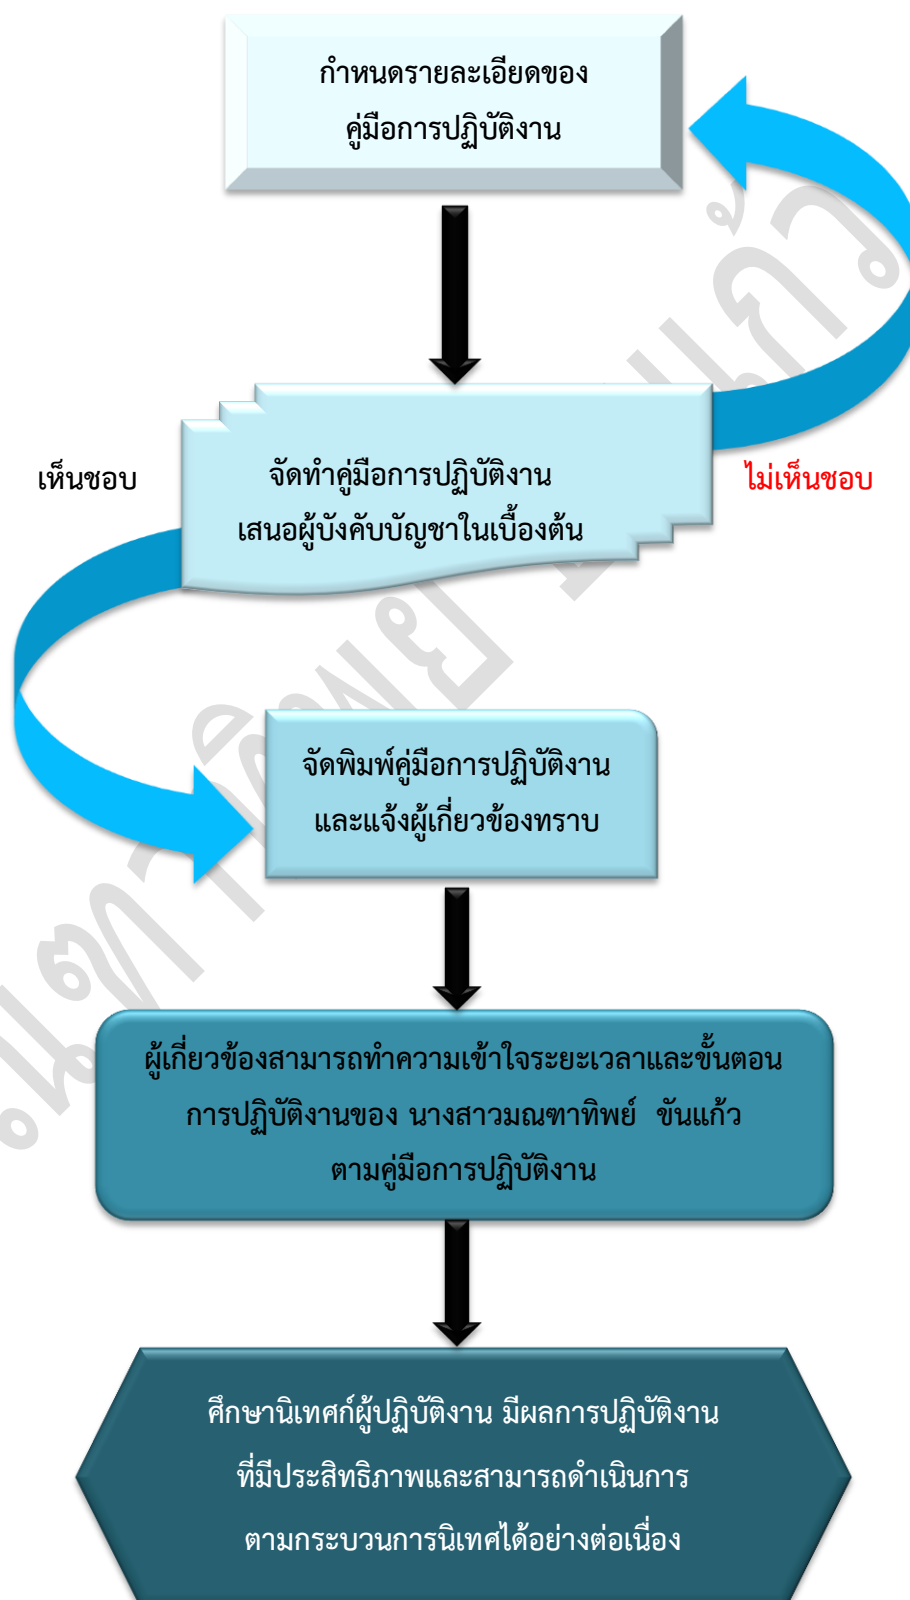 กำหนดรายละเอียดของ
คู่มือการปฏิบัติงาน
เห็นชอบ
จัดทำคู่มือการปฏิบัติงาน
เสนอผู้บังคับบัญชาในเบื้องต้น
ไม่เห็นชอบ
จัดพิมพ์คู่มือการปฏิบัติงาน
และแจ้งผู้เกี่ยวข้องทราบ
ผู้เกี่ยวข้องสามารถทำความเข้าใจระยะเวลาและขั้นตอน
การปฏิบัติงานของ นางสาวมณฑาทิพย์ ขันแก้ว
ตามคู่มือการปฏิบัติงาน
ศึกษานิเทศก์ผู้ปฏิบัติงาน มีผลการปฏิบัติงาน
ที่มีประสิทธิภาพและสามารถดำเนินการ
ตามกระบวนการนิเทศได้อย่างต่อเนื่อง